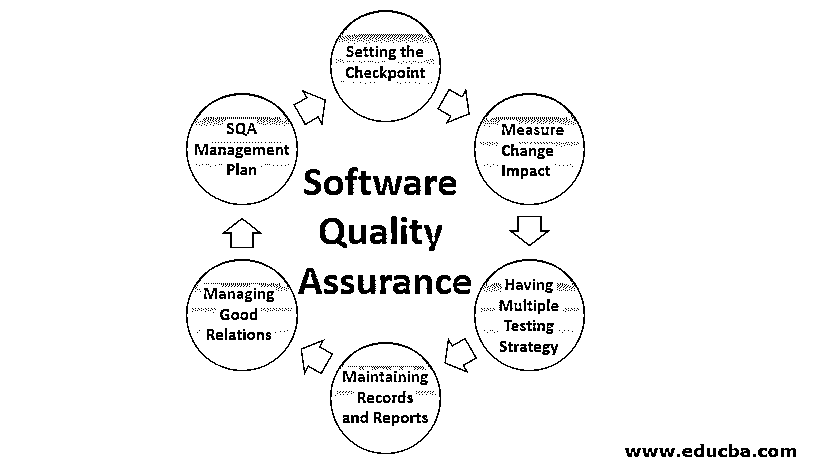 Setting the
Checkpoint
SQA
Management
Plan
Measure
Change
Impact
Software
Quality
Assurance
Managing
Good
Relations
Having
Multiple
Testing
Strategy
Maintaining
Records
and Reports
www.educba.com